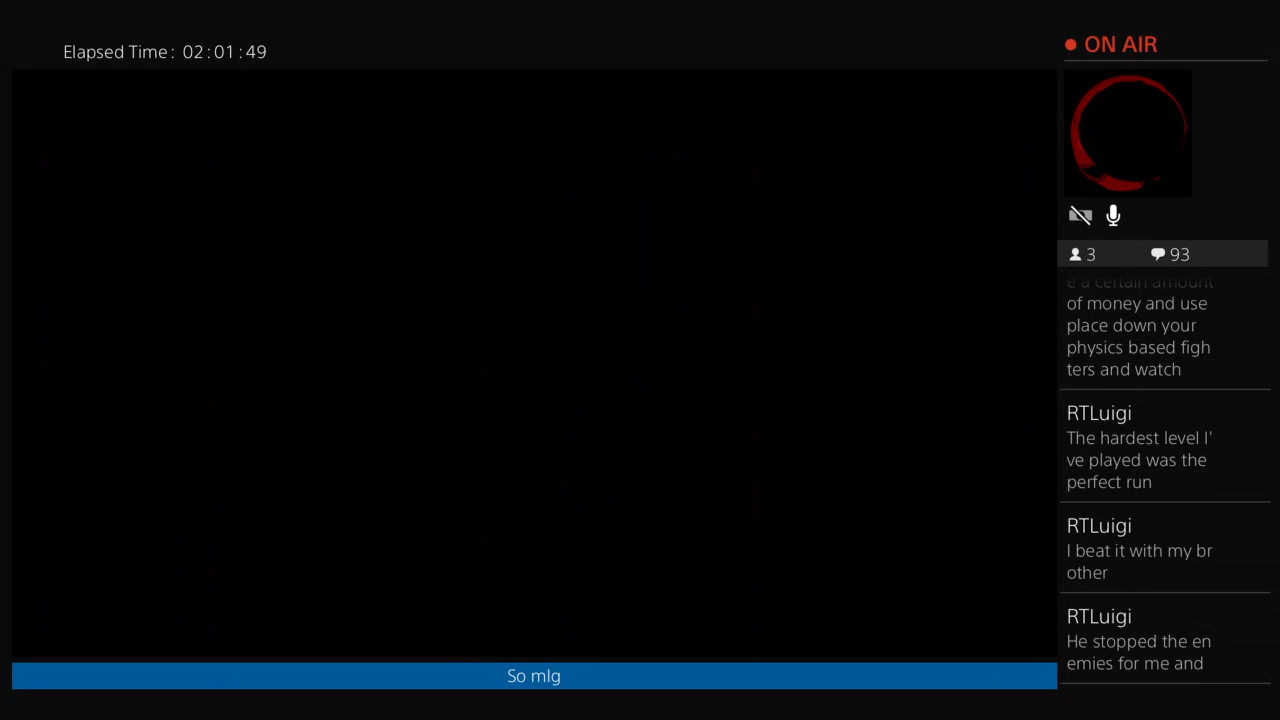 Elapsed Time: 02:01:49
ON AIR
3 93
e a certain amount
of money and use
place down your
physics based figh
ters and watch
RTLuigi
The hardest level I'
ve played was the
perfect run
RTLuigi
I beat it with my br
other
RTLuigi
He stopped the en
emies for me and
So mlg